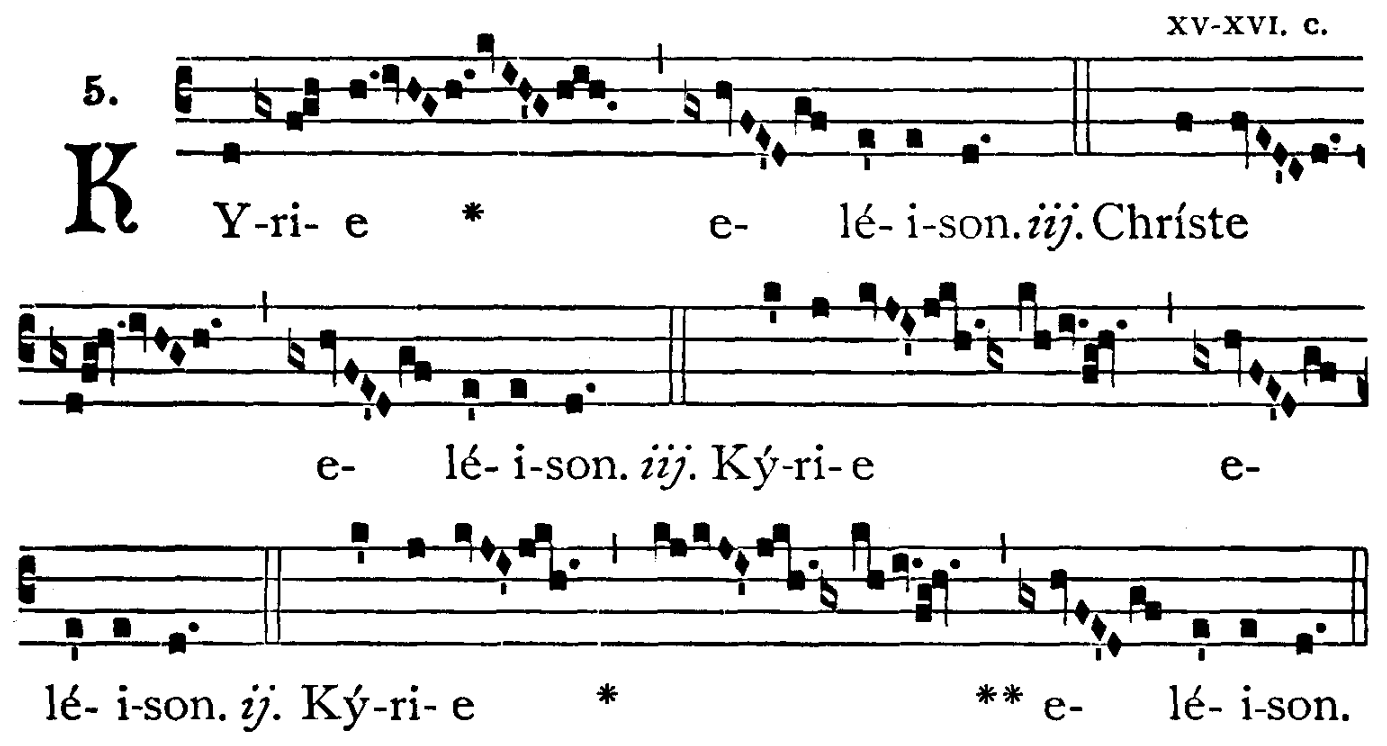 XV-XVI. c.
5.
KY-ri- e * e- lé- i-son. iij. Chríste
e- lé- i-son. iij. Ký-ri- e e-
lé- i-son. ij. Ký-ri- e * ** e- lé- i-son.